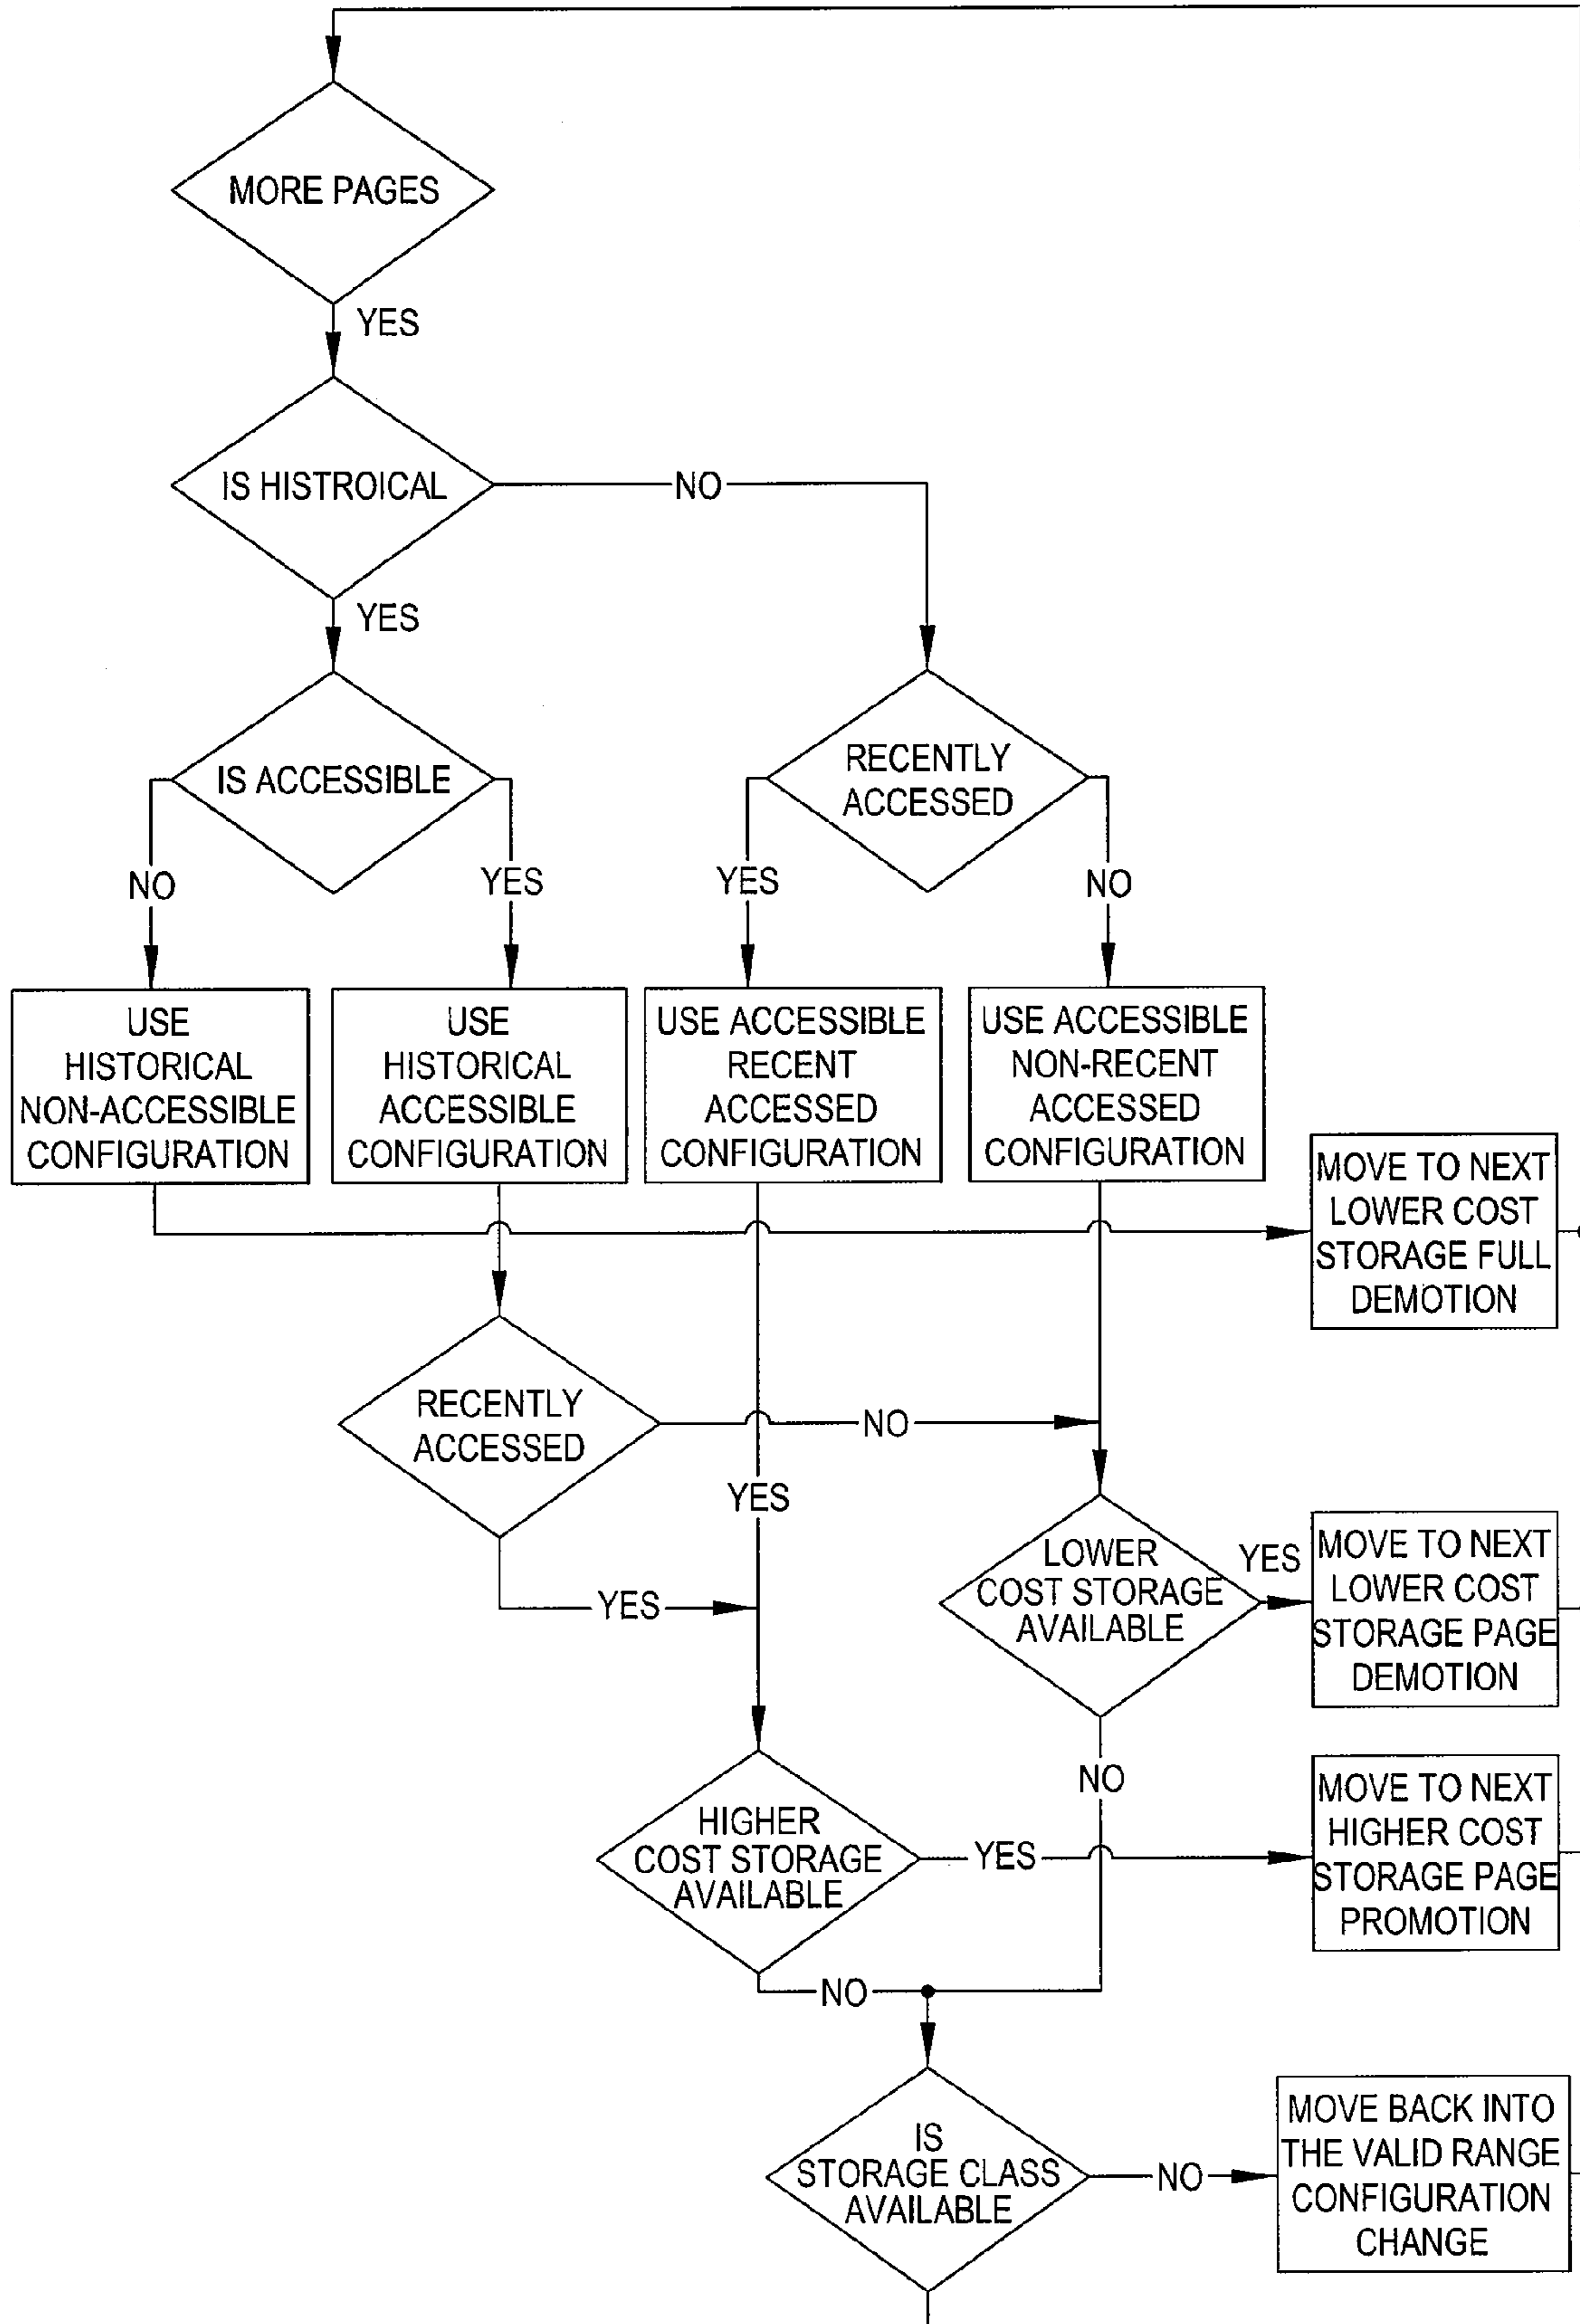 MORE PAGES
YES
IS HISTROICAL
NO
YES
IS ACCESSIBLE
RECENTLY
ACCESSED
NO
YES
YES
NO
USE
HISTORICAL
NON-ACCESSIBLE
CONFIGURATION
USE
HISTORICAL
ACCESSIBLE
CONFIGURATION
USE ACCESSIBLE
RECENT
ACCESSED
CONFIGURATION
USE ACCESSIBLE
NON-RECENT
ACCESSED
CONFIGURATION
MOVE TO NEXT
LOWER COST
STORAGE FULL
DEMOTION
RECENTLY
ACCESSED
NO
YES
YES
LOWER
COST STORAGE
AVAILABLE
YES
MOVE TO NEXT
LOWER COST
STORAGE PAGE
DEMOTION
NO
HIGHER
COST STORAGE
AVAILABLE
YES
MOVE TO NEXT
HIGHER COST
STORAGE PAGE
PROMOTION
NO
IS
STORAGE CLASS
AVAILABLE
NO
MOVE BACK INTO
THE VALID RANGE
CONFIGURATION
CHANGE